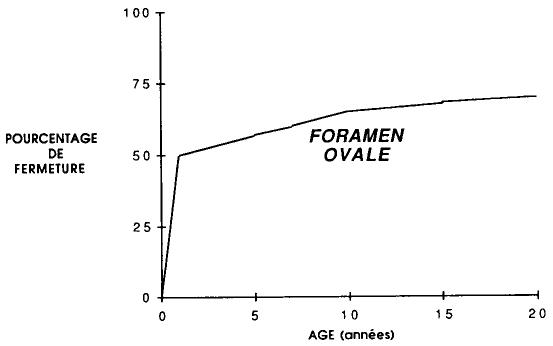 100
75
POURCENTAGE
DE
FERMETURE
FORAMEN
OVALE
50
25
0
0 5 10 15 20
AGE (années)